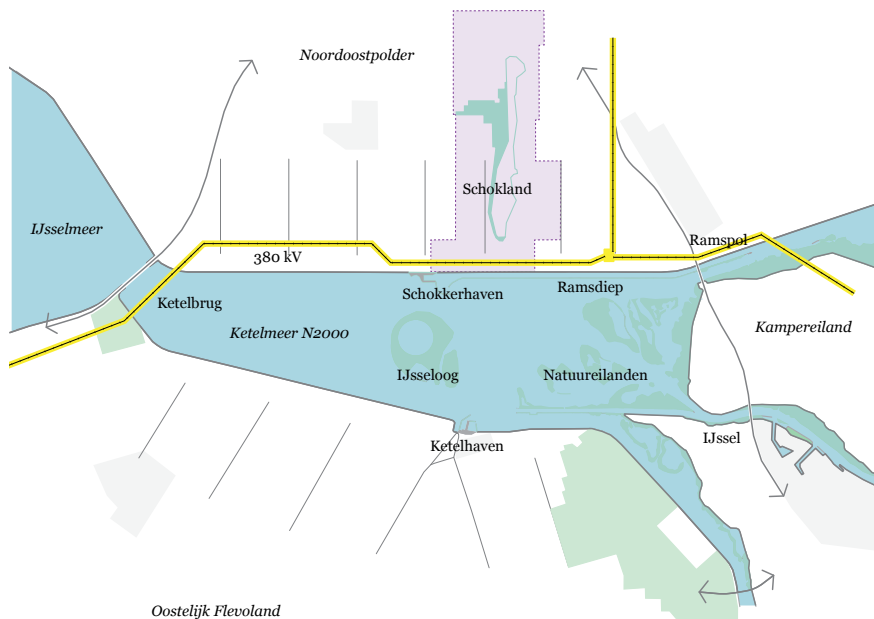 Noordoostpolder
Schokland
IJsselmeer
Ramspol
380 kV
Schokkerhaven
Ramsdiep
Ketelbrug
Ketelmeer N2000
Kampereiland
IJsseloog
Natuureilanden
Ketelhaven
IJssel
Oostelijk Flevoland